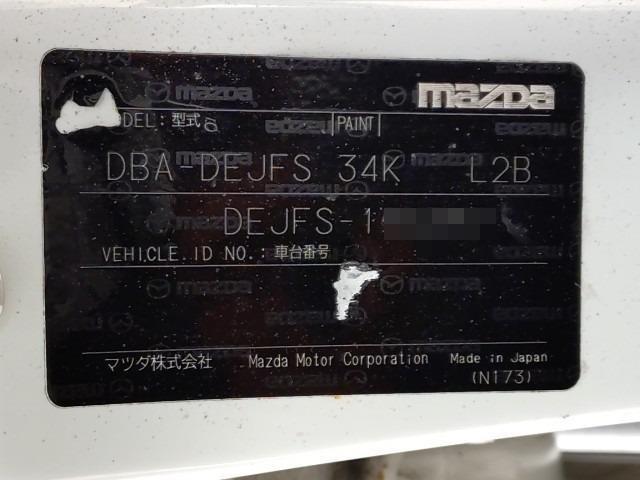 mazda
DEL: 型式 PAINT
DBA-DEJFS 34K L2B
DEJFS-1
VEHICLE. ID NO.: 車台番号
マツダ株式会社 Mazda Motor Corporation Made in Japan
(N173)